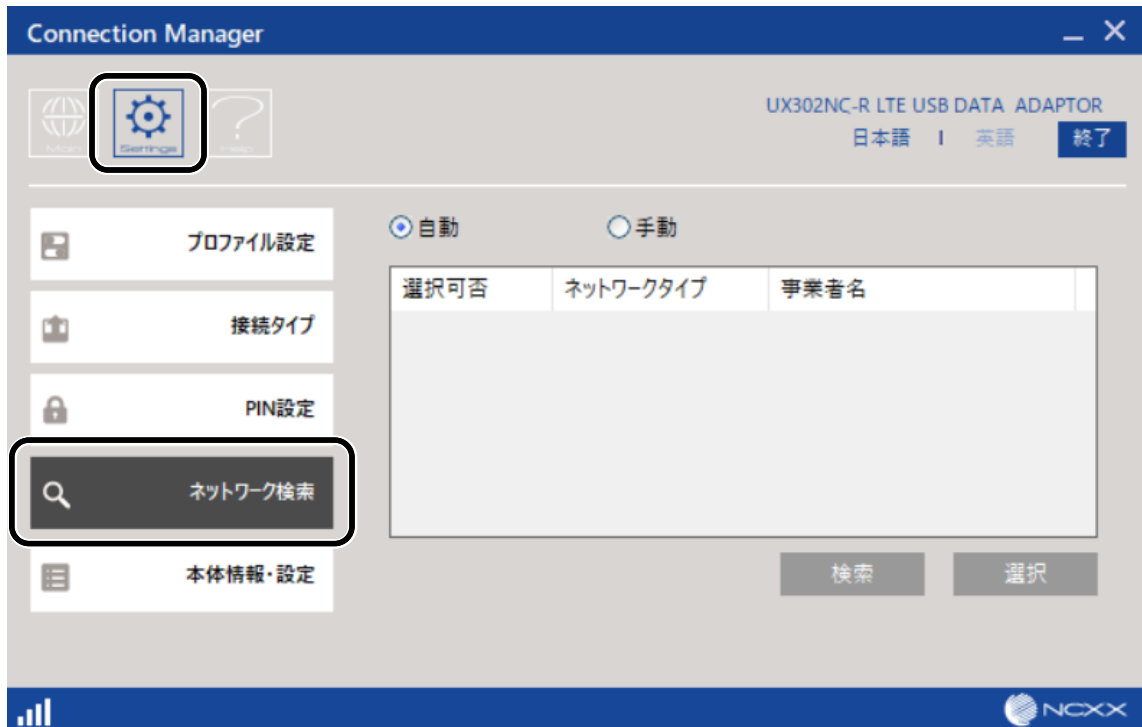 Connection Manager
Main
Settings
Help
UX302NC-R LTE USB DATA ADAPTOR
日本語 | 英語 終了
プロファイル設定
接続タイプ
PIN設定
ネットワーク検索
本体情報・設定
自動 手動
選択可否 ネットワークタイプ 事業者名
検索 選択
NCXX